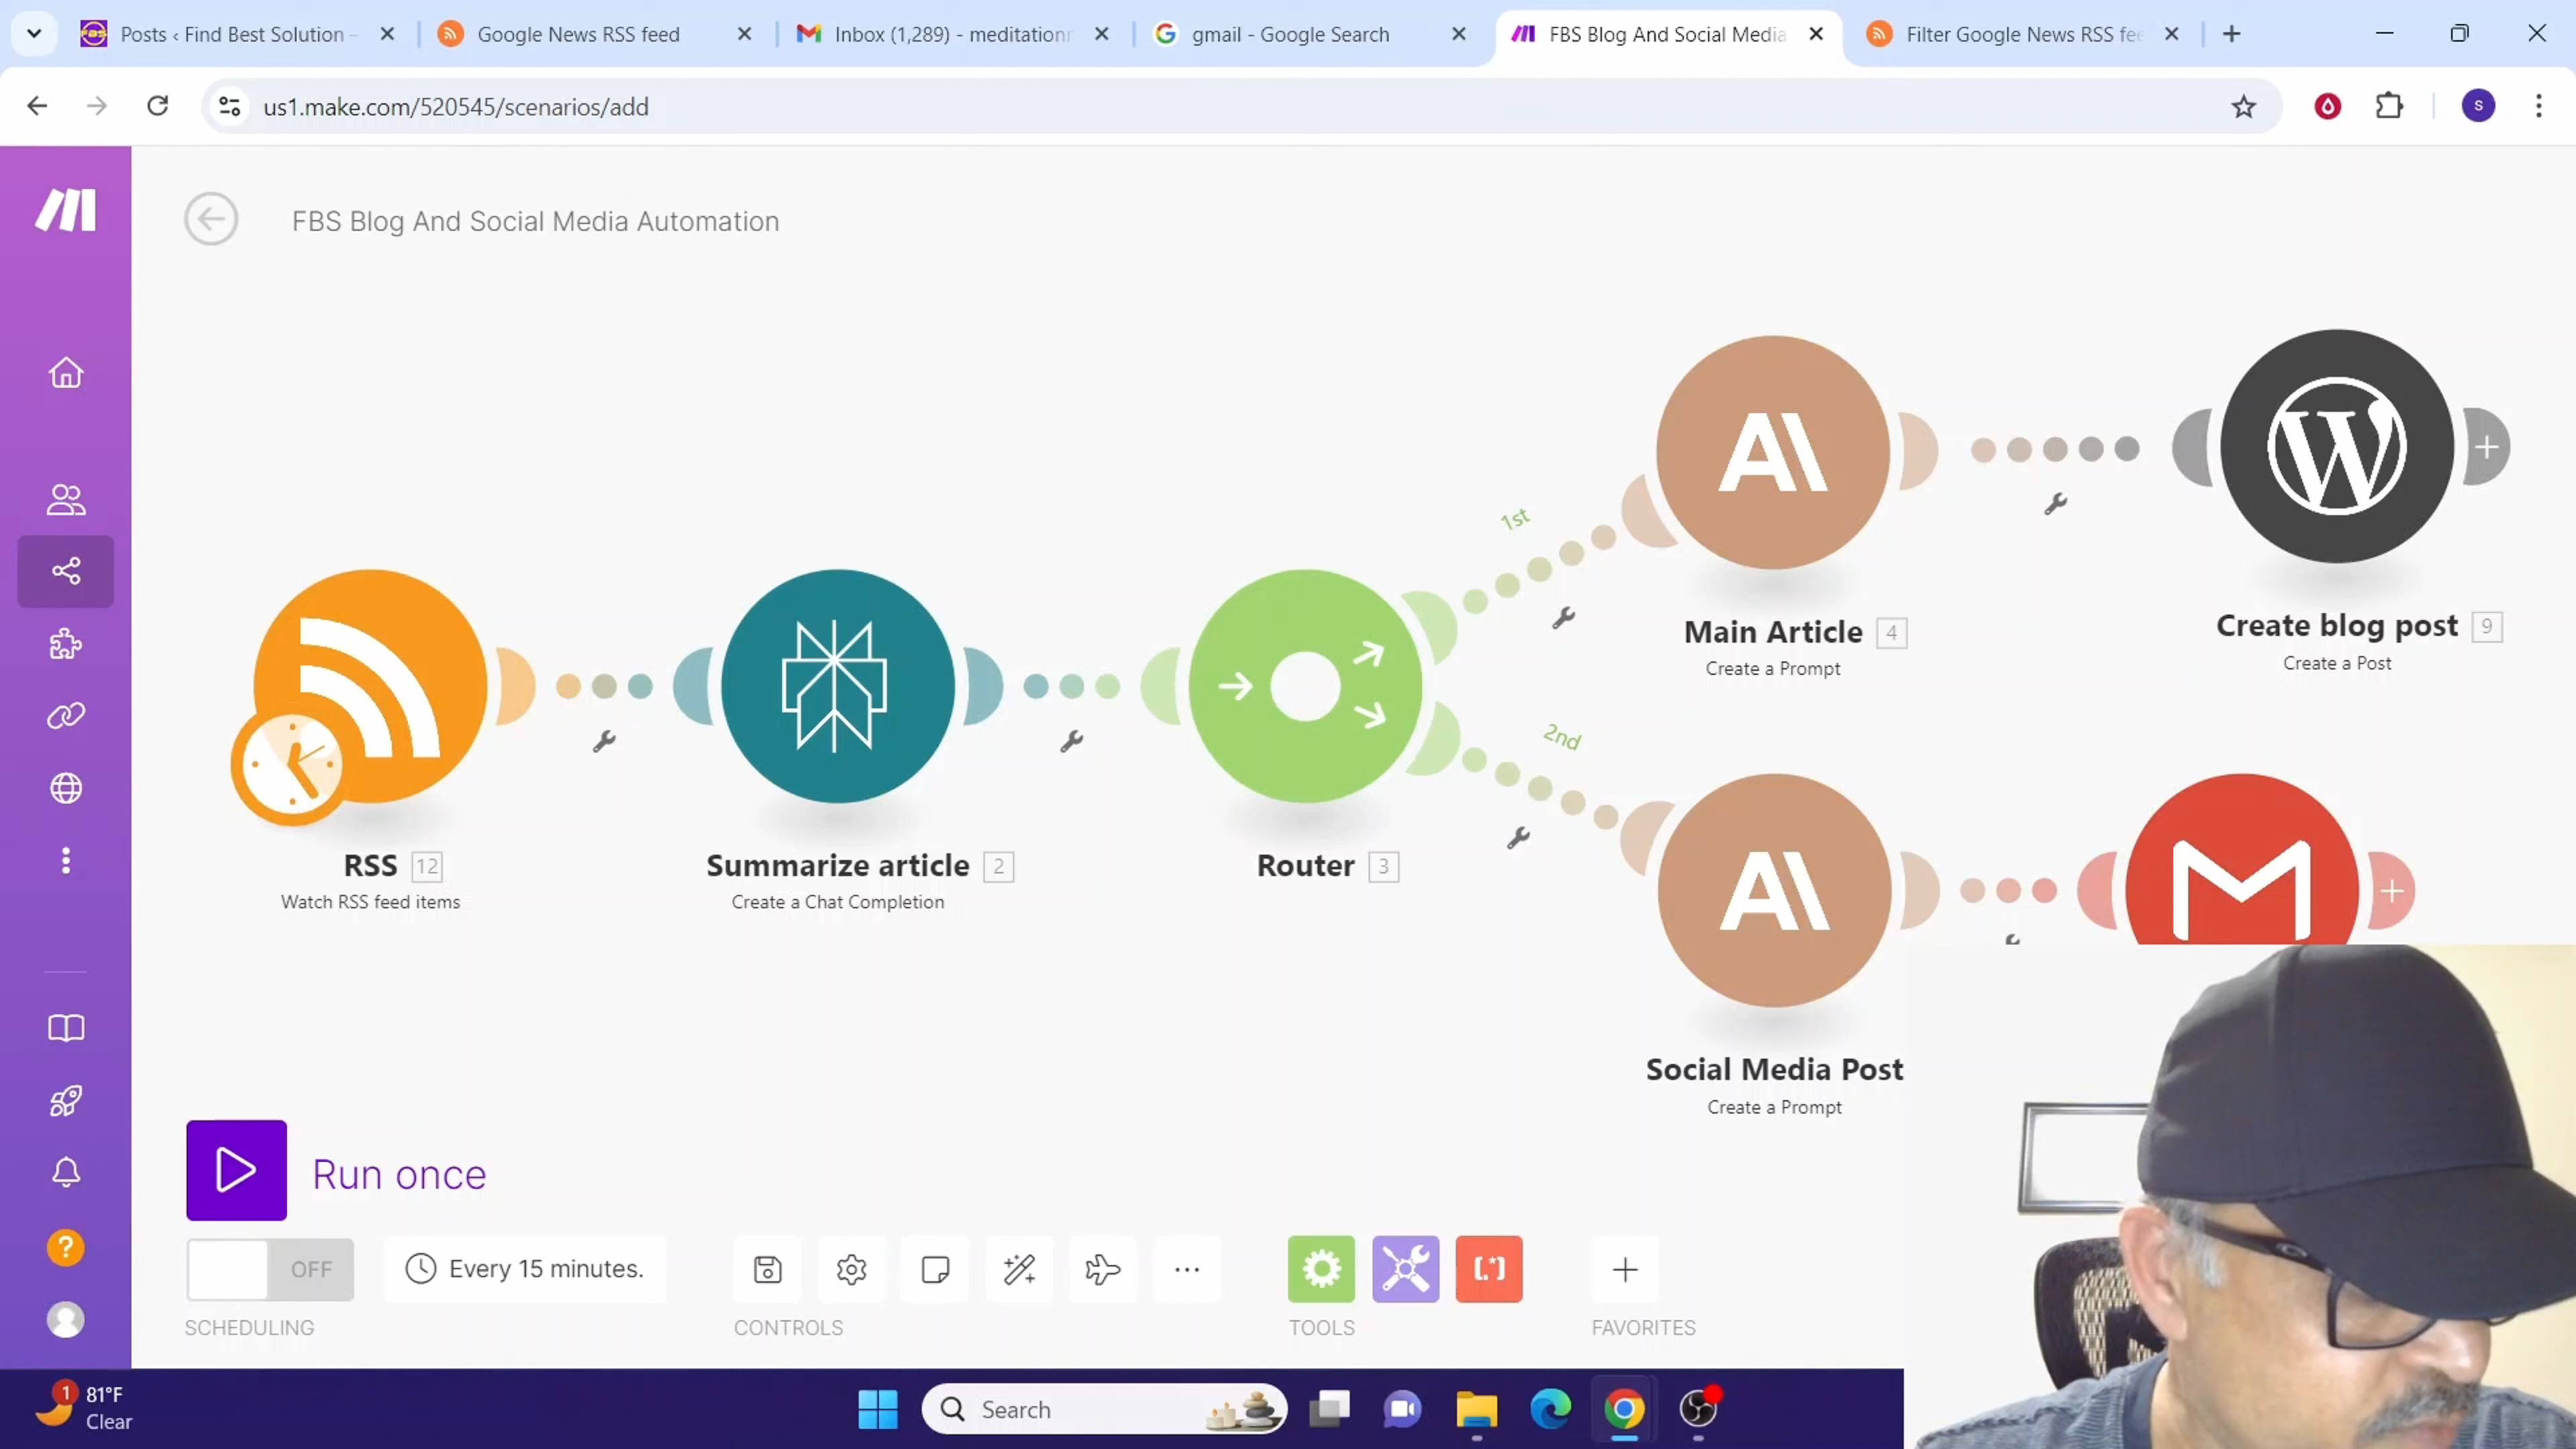 Posts ‹ Find Best Solution –
Google News RSS feed
Inbox (1,289) - meditationr
gmail - Google Search
FBS Blog And Social Media
Filter Google News RSS fee
us1.make.com/520545/scenarios/add
S
FBS Blog And Social Media Automation
1st
2nd
Main Article 4
Create a Prompt
Create blog post 9
Create a Post
RSS 12
Watch RSS feed items
Summarize article 2
Create a Chat Completion
Router 3
Social Media Post
Create a Prompt
Run once
OFF
Every 15 minutes.
SCHEDULING
CONTROLS
TOOLS
FAVORITES
1
81°F
Clear
Search